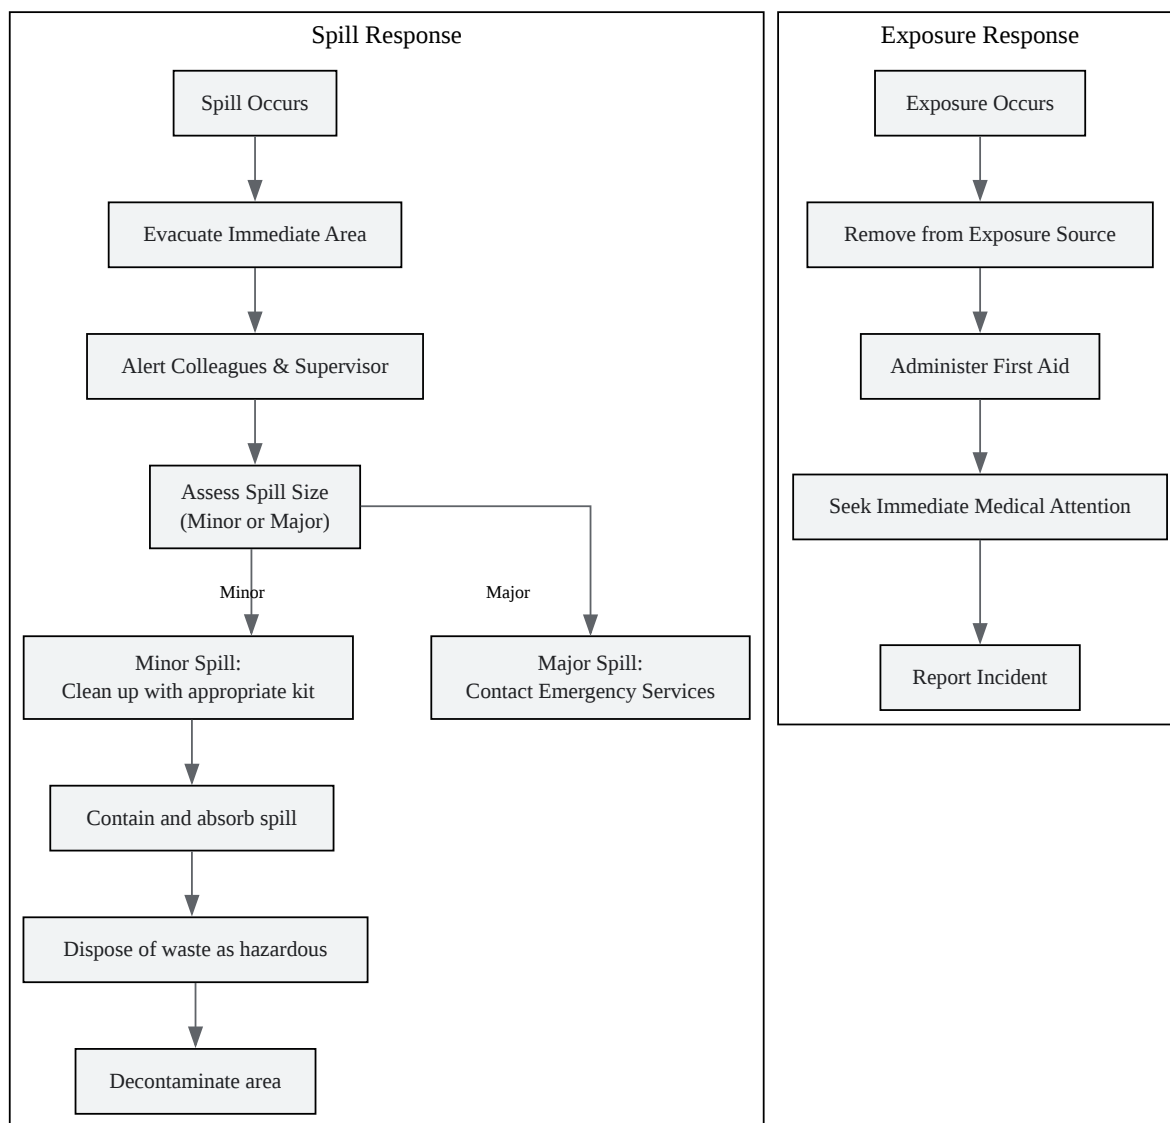 Spill Response
Spill Occurs
Evacuate Immediate Area
Alert Colleagues & Supervisor
Assess Spill Size
(Minor or Major)
Minor
Major
Minor Spill:
Clean up with appropriate kit
Major Spill:
Contact Emergency Services
Contain and absorb spill
Dispose of waste as hazardous
Decontaminate area
Exposure Response
Exposure Occurs
Remove from Exposure Source
Administer First Aid
Seek Immediate Medical Attention
Report Incident